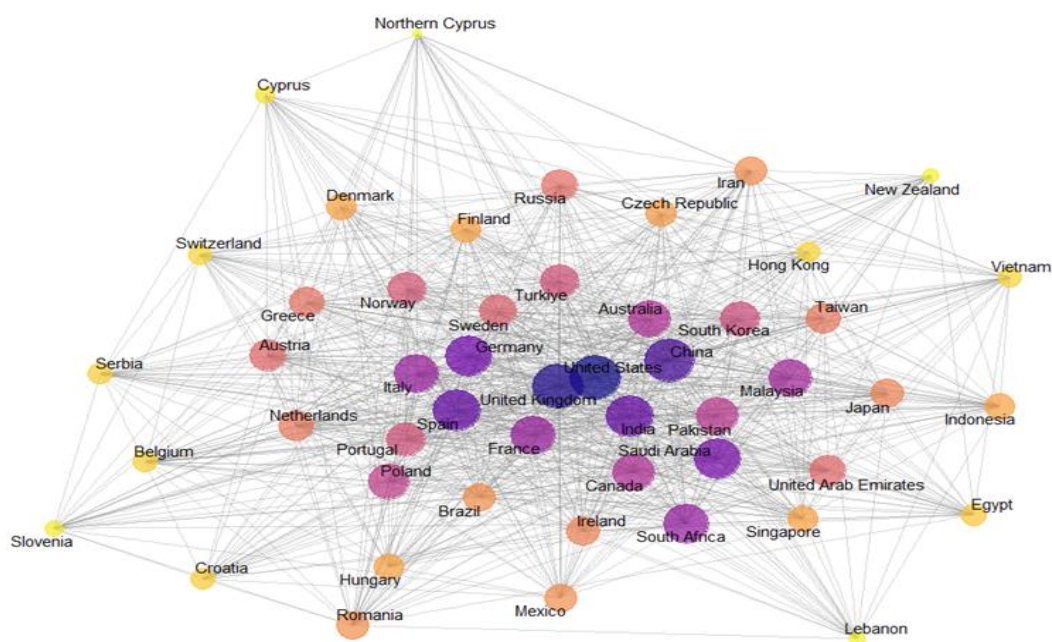 Northern Cyprus
Cyprus
Iran
New Zealand
Denmark
Russia
Czech Republic
Finland
Switzerland
Hong Kong
Vietnam
Norway
Turkiye
Greece
Sweden
Australia
South Korea
Taiwan
Austria
Germany
China
Serbia
Italy
United States
Malaysia
United Kingdom
Japan
Netherlands
Spain
India
Pakistan
Indonesia
Belgium
Portugal
France
Saudi Arabia
Poland
Canada
United Arab Emirates
Brazil
Ireland
South Africa
Singapore
Egypt
Slovenia
Croatia
Hungary
Romania
Mexico
Lebanon